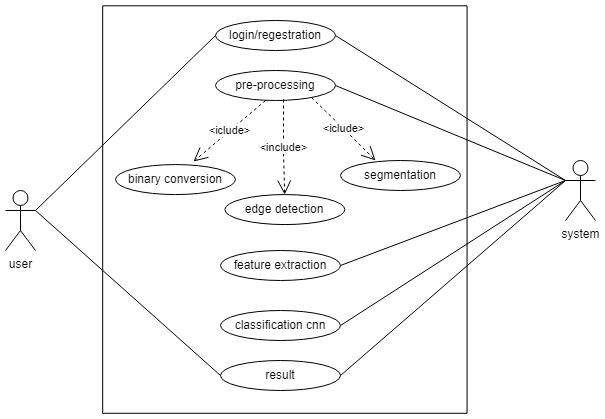 login/regestration
pre-processing
<iclude>
<include>
<iclude>
binary conversion
segmentation
edge detection
user
system
feature extraction
classification cnn
result